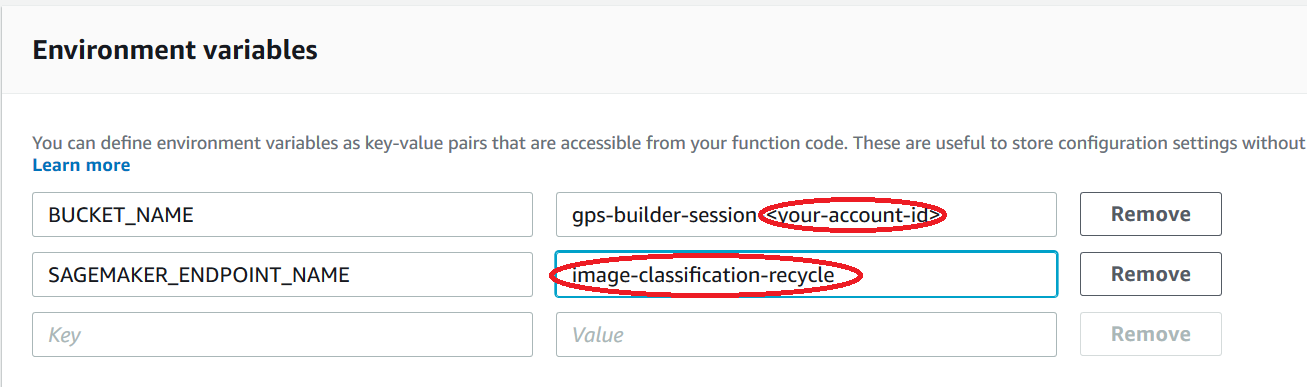 Environment variables
You can define environment variables as key-value pairs that are accessible from your function code. These are useful to store configuration settings without
Learn more
BUCKET_NAME gps-builder-session-<your-account-id> Remove
SAGEMAKER_ENDPOINT_NAME image-classification-recycle Remove
Key Value Remove